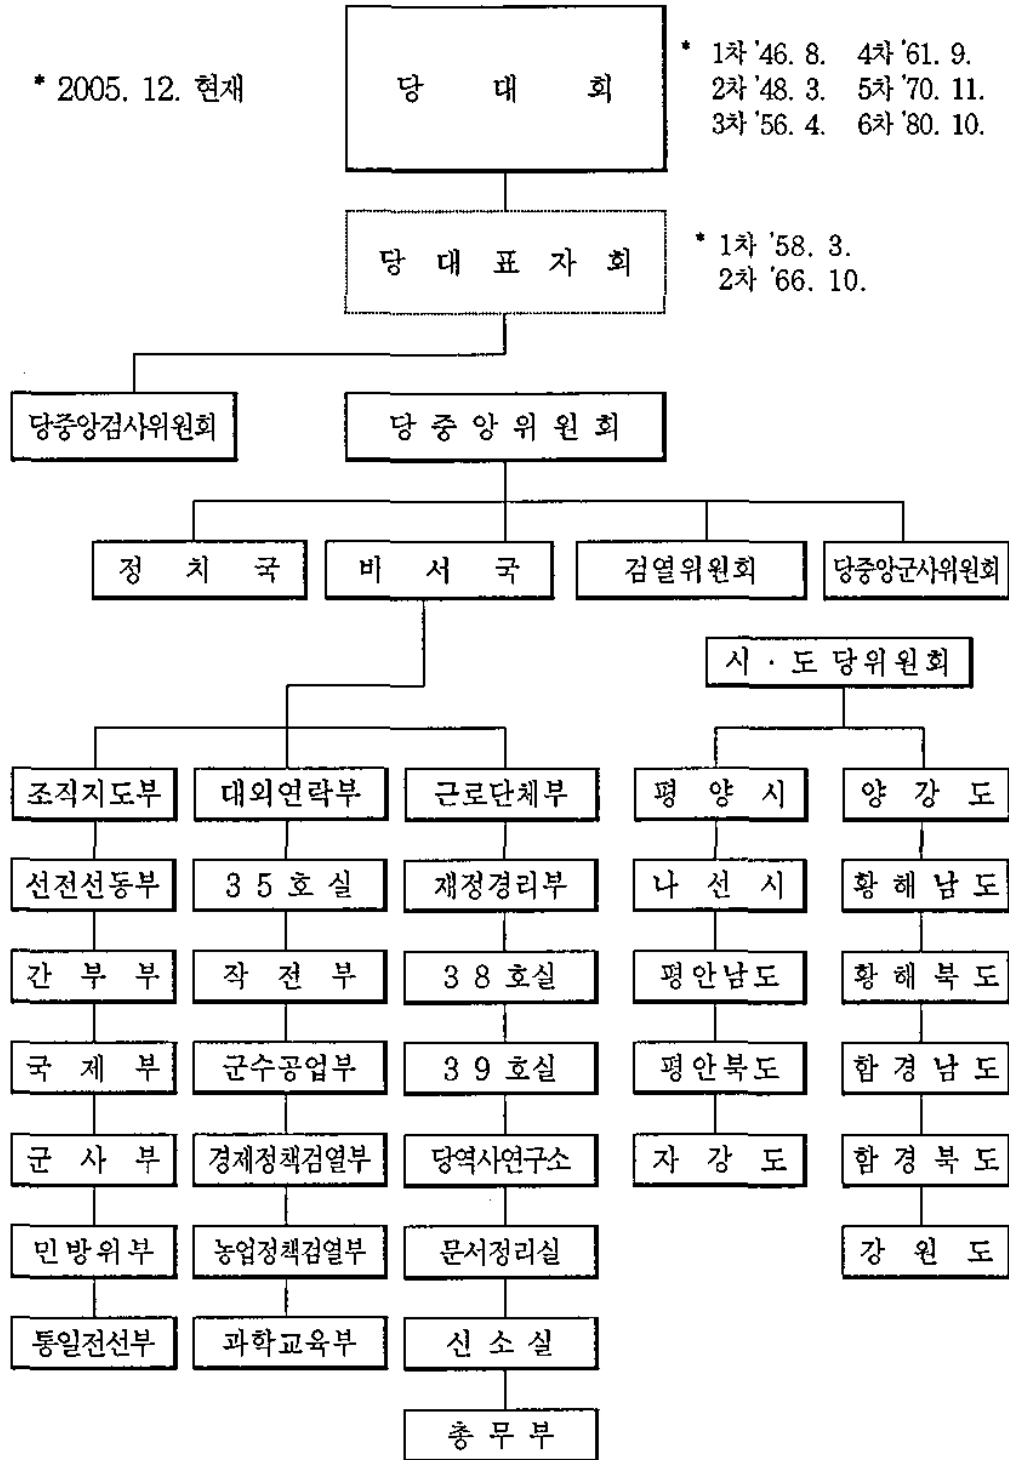 * 2005. 12. 현재
당 대 회
* 1차 '46. 8. 4차 '61. 9.
2차 '48. 3. 5차 '70. 11.
3차 '56. 4. 6차 '80. 10.
당 대 표 자 회
* 1차 '58. 3.
2차 '66. 10.
당중앙검사위원회
당 중 앙 위 원 회
정 치 국
비 서 국
검열위원회
당중앙군사위원회
시 · 도 당위원회
조직지도부
대외연락부
근로단체부
평 양 시
양 강 도
선전선동부
3 5 호 실
재정경리부
나 선 시
황 해 남 도
간 부 부
작 전 부
3 8 호실
평안남도
황 해 북 도
국 제 부
군수공업부
3 9 호실
평안북도
함 경 남 도
군 사 부
경제정책검열부
당역사연구소
자 강 도
함 경 북 도
민 방 위 부
농업정책검열부
문서정리실
강 원 도
통일전선부
과학교육부
신 소 실
총 무 부